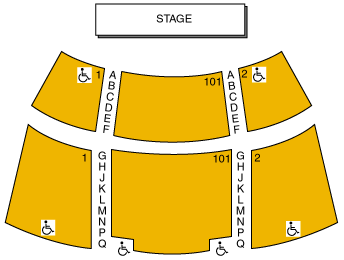 STAGE
1 A 101 A 2
B B
C C
D D
E E
F F
1 G 101 G 2
H H
J J
K K
L L
M M
N N
P P
Q Q